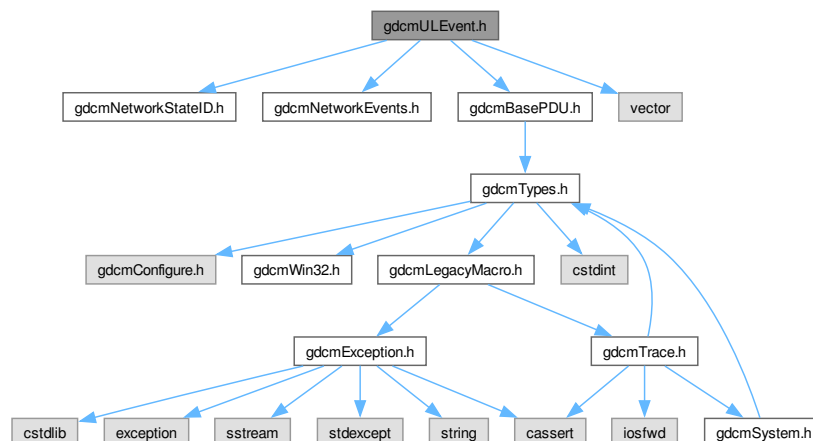 gdcmULEvent.h
gdcmNetworkStateID.h
gdcmNetworkEvents.h
gdcmBasePDU.h
vector
gdcmTypes.h
gdcmConfigure.h
gdcmWin32.h
gdcmLegacyMacro.h
cstdint
gdcmException.h
gdcmTrace.h
cstdlib
exception
sstream
stdexcept
string
cassert
iosfwd
gdcmSystem.h